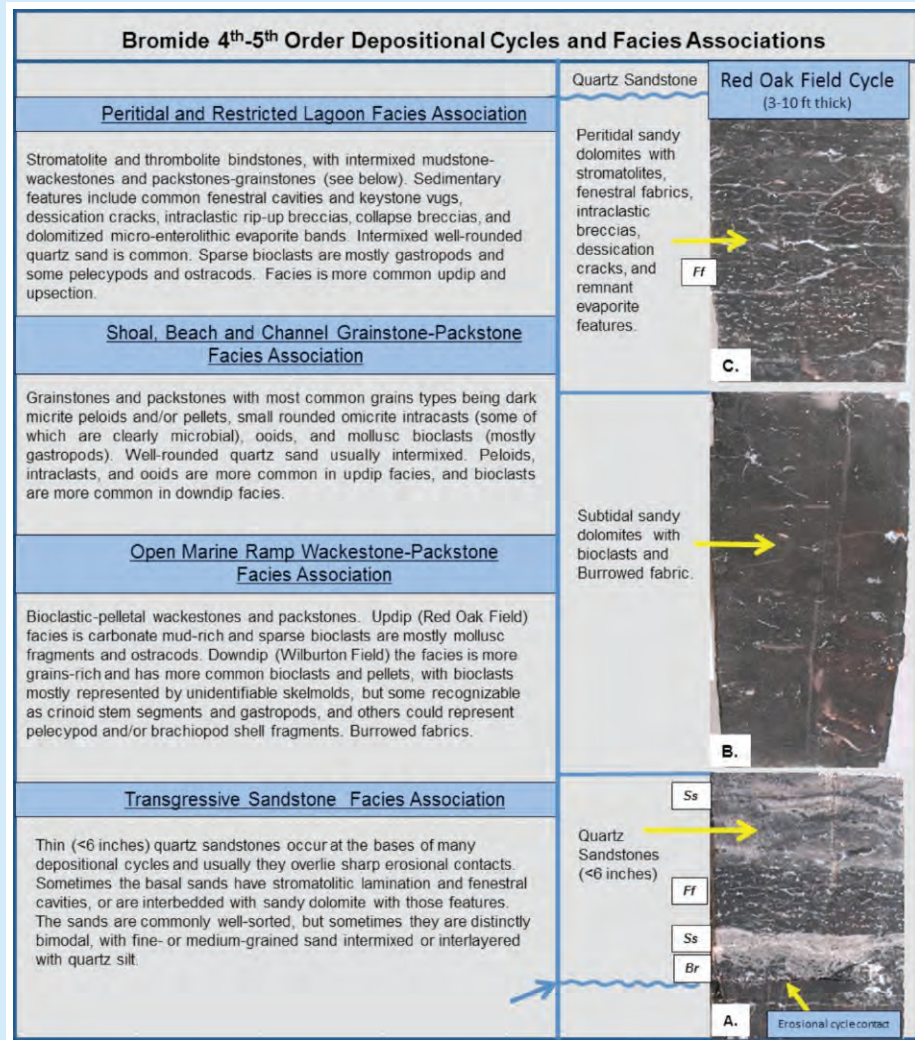 Bromide 4th-5th Order Depositional Cycles and Facies Associations
Peritidal and Restricted Lagoon Facies Association
Stromatolite and thrombolite bindstones, with intermixed mudstone-
wackestones and packstones-grainstones (see below). Sedimentary
features include common fenestral cavities and keystone vugs,
dessication cracks, intraclastic rip-up breccias, collapse breccias, and
dolomitized micro-enterolithic evaporite bands. Intermixed well-rounded
quartz sand is common. Sparse bioclasts are mostly gastropods and
some pelecypods and ostracods. Facies is more common updip and
upsection.
Shoal, Beach and Channel Grainstone-Packstone
Facies Association
Grainstones and packstones with most common grains types being dark
micrite peloids and/or pellets, small rounded omicrite intracasts (some
of which are clearly microbial), ooids, and mollusc bioclasts (mostly
gastropods). Well-rounded quartz sand usually intermixed. Peloids,
intraclasts, and ooids are more common in updip facies, and bioclasts
are more common in downdip facies.
Open Marine Ramp Wackestone-Packstone
Facies Association
Bioclastic-pelletal wackestones and packstones. Updip (Red Oak Field)
facies is carbonate mud-rich and sparse bioclasts are mostly mollusc
fragments and ostracods. Downdip (Wilburton Field) the facies is more
grains-rich and has more common bioclasts and pellets, with bioclasts
mostly represented by unidentifiable skelmolds, but some recognizable
as crinoid stem segments and gastropods, and others could represent
pelecypod and/or brachiopod shell fragments. Burrowed fabrics.
Transgressive Sandstone Facies Association
Thin (<6 inches) quartz sandstones occur at the bases of many
depositional cycles and usually they overlie sharp erosional contacts.
Sometimes the basal sands have stromatolitic lamination and fenestral
cavities, or are interbedded with sandy dolomite with those features.
The sands are commonly well-sorted, but sometimes they are distinctly
bimodal, with fine- or medium-grained sand intermixed or interlayered
with quartz silt.
Quartz Sandstone
Red Oak Field Cycle
(3-10 ft thick)
Peritidal sandy
dolomites with
stromatolites,
fenestral fabrics,
intraclastic
breccias,
dessication
cracks, and
remnant
evaporite
features.
Ff
C.
Subtidal sandy
dolomites with
bioclasts and
Burrowed fabric.
B.
Ss
Quartz
Sandstones
(<6 inches)
Ff
Ss
Br
A.
Erosional cycle contact